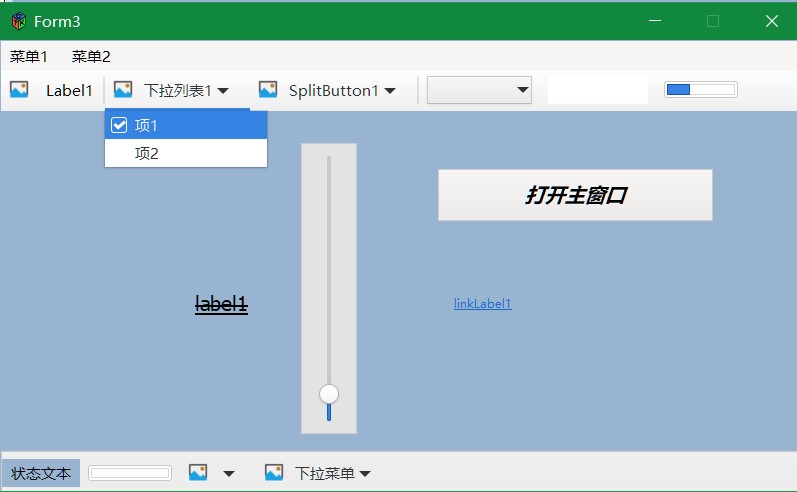 Form3
菜单1 菜单2
Label1 下拉列表1 SplitButton1
项1
项2
打开主窗口
label1
linkLabel1
状态文本 下拉菜单